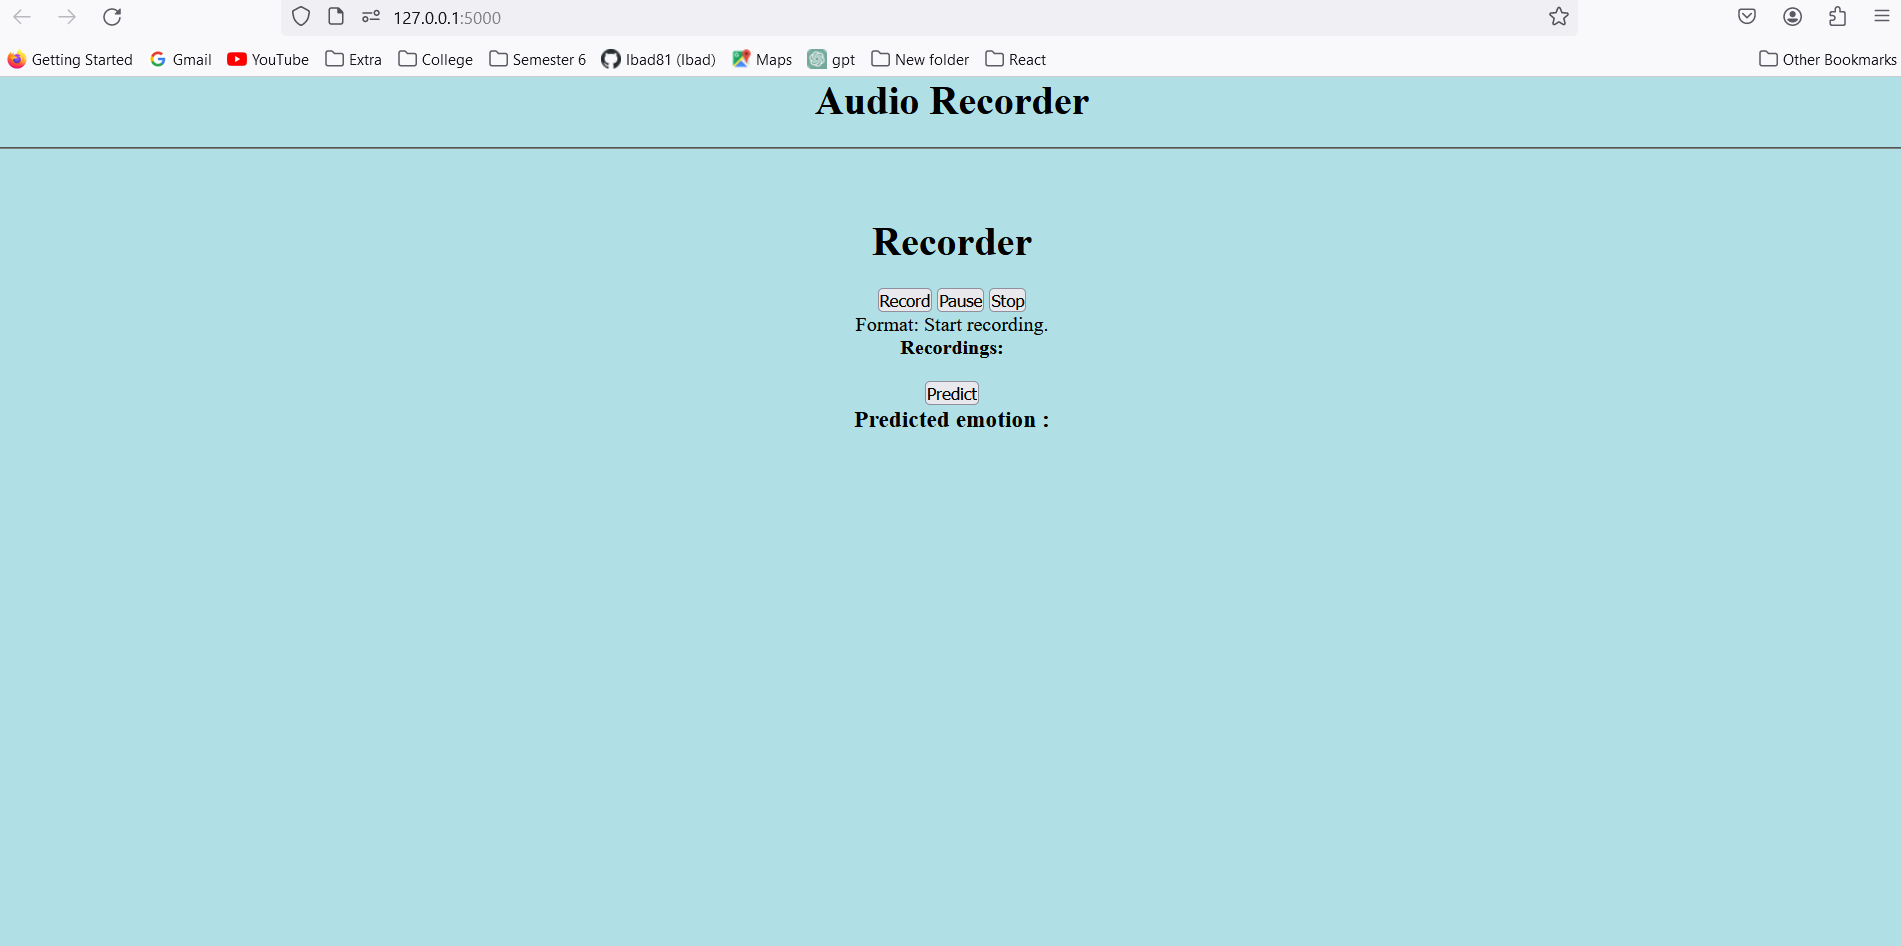 127.0.0.1:5000
Getting Started Gmail YouTube Extra College Semester 6 Ibad81 (Ibad) Maps gpt New folder React Other Bookmarks
Audio Recorder
Recorder
Record Pause Stop
Format: Start recording.
Recordings:
Predict
Predicted emotion :